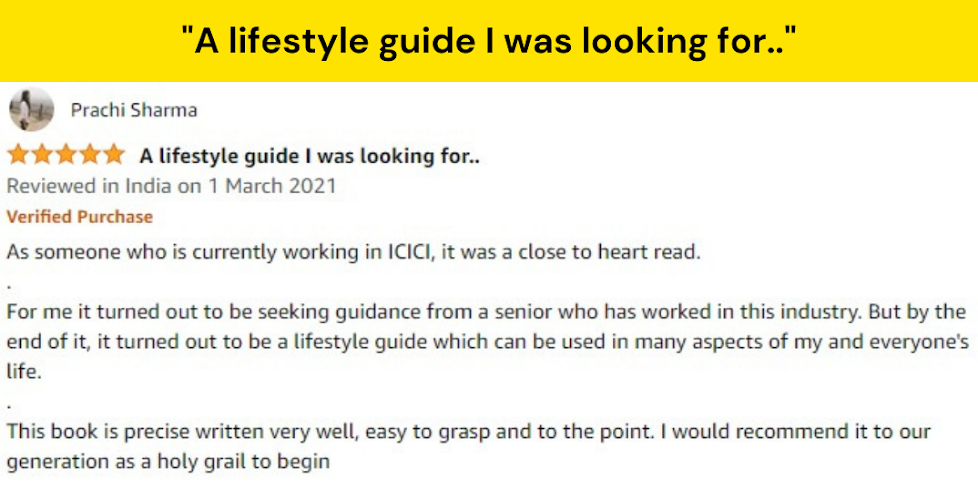 "A lifestyle guide I was looking for.."
Prachi Sharma
A lifestyle guide I was looking for..
Reviewed in India on 1 March 2021
Verified Purchase
As someone who is currently working in ICICI, it was a close to heart read.
.
For me it turned out to be seeking guidance from a senior who has worked in this industry. But by the
end of it, it turned out to be a lifestyle guide which can be used in many aspects of my and everyone's
life.
.
This book is precise written very well, easy to grasp and to the point. I would recommend it to our
generation as a holy grail to begin